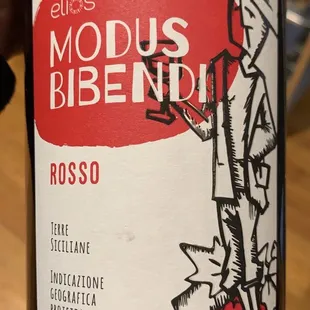 eliOS
MODUS
BIBENDI
ROSSO
TERRE
SICILIANE
INDICAZIONE
GEOGRAFICA